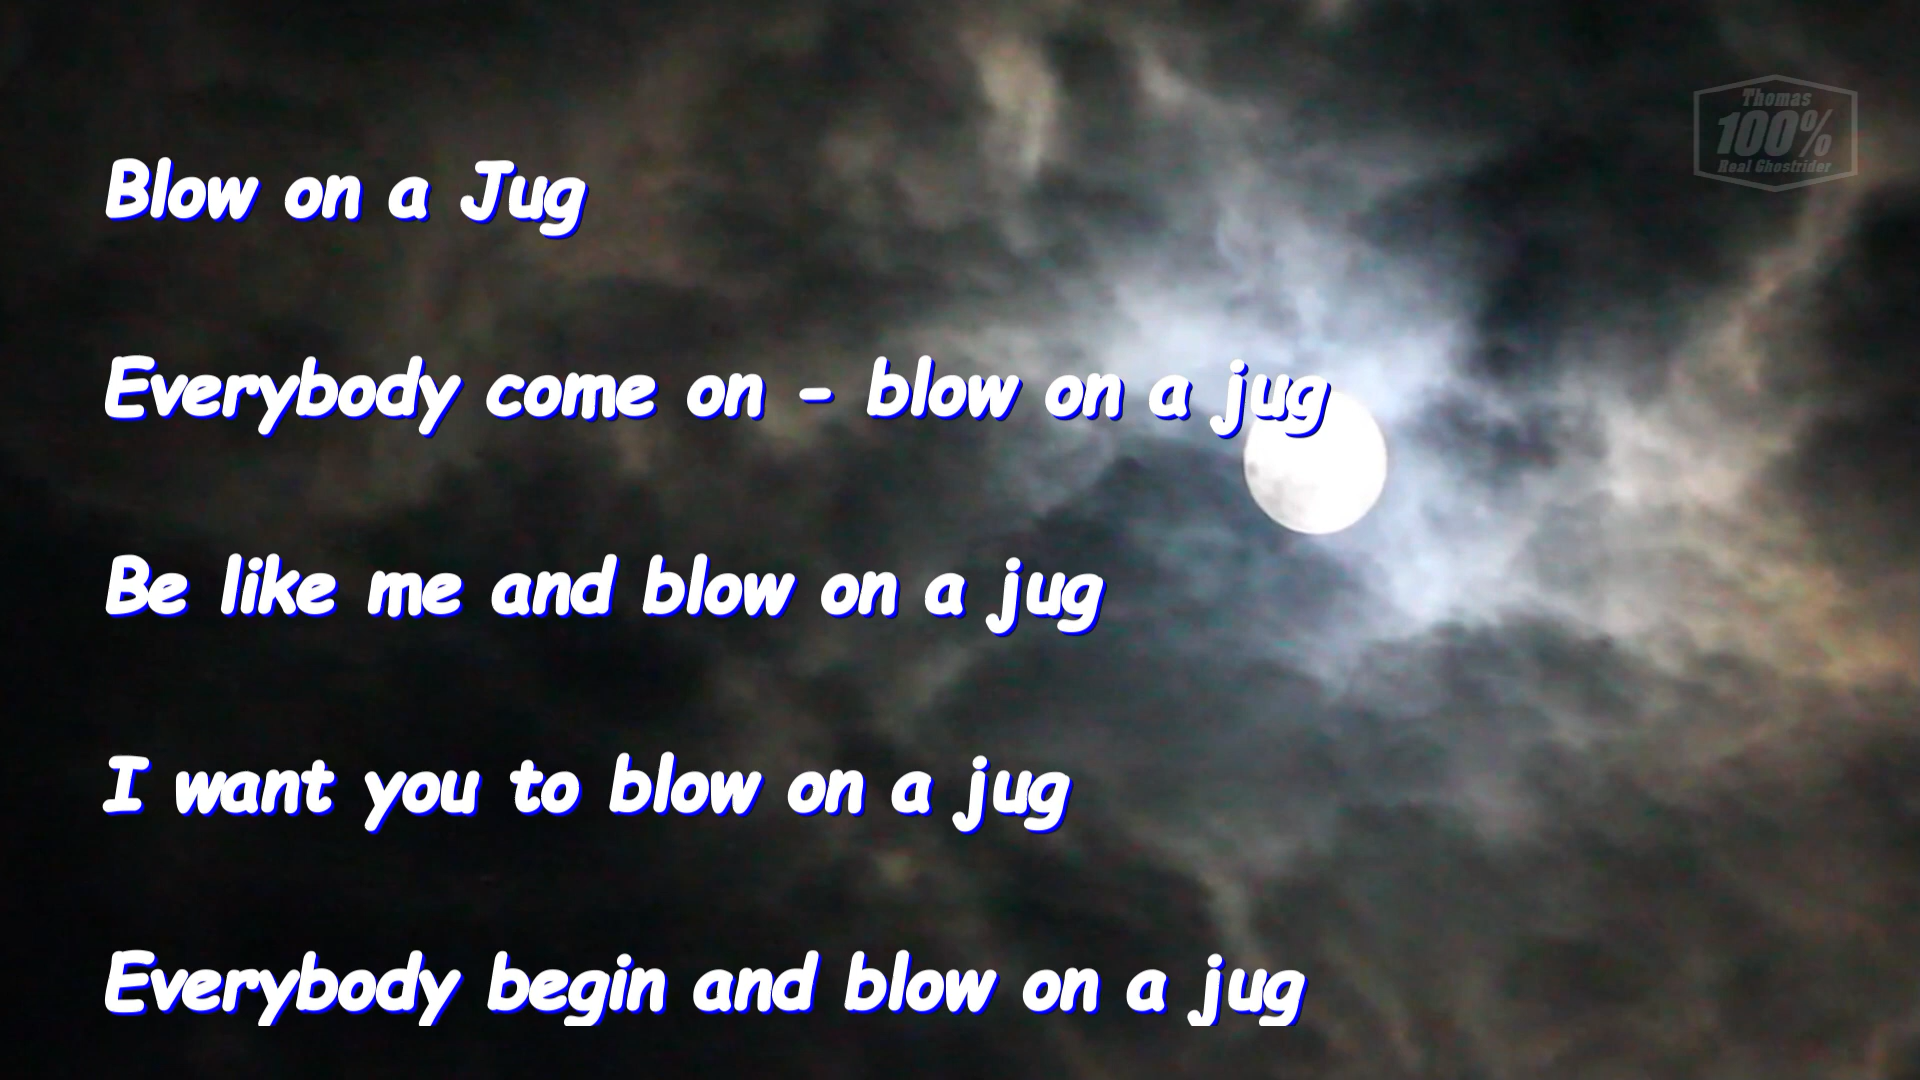 Thomas
100%
Real Ghostrider
Blow on a Jug
Everybody come on - blow on a jug
Be like me and blow on a jug
I want you to blow on a jug
Everybody begin and blow on a jug